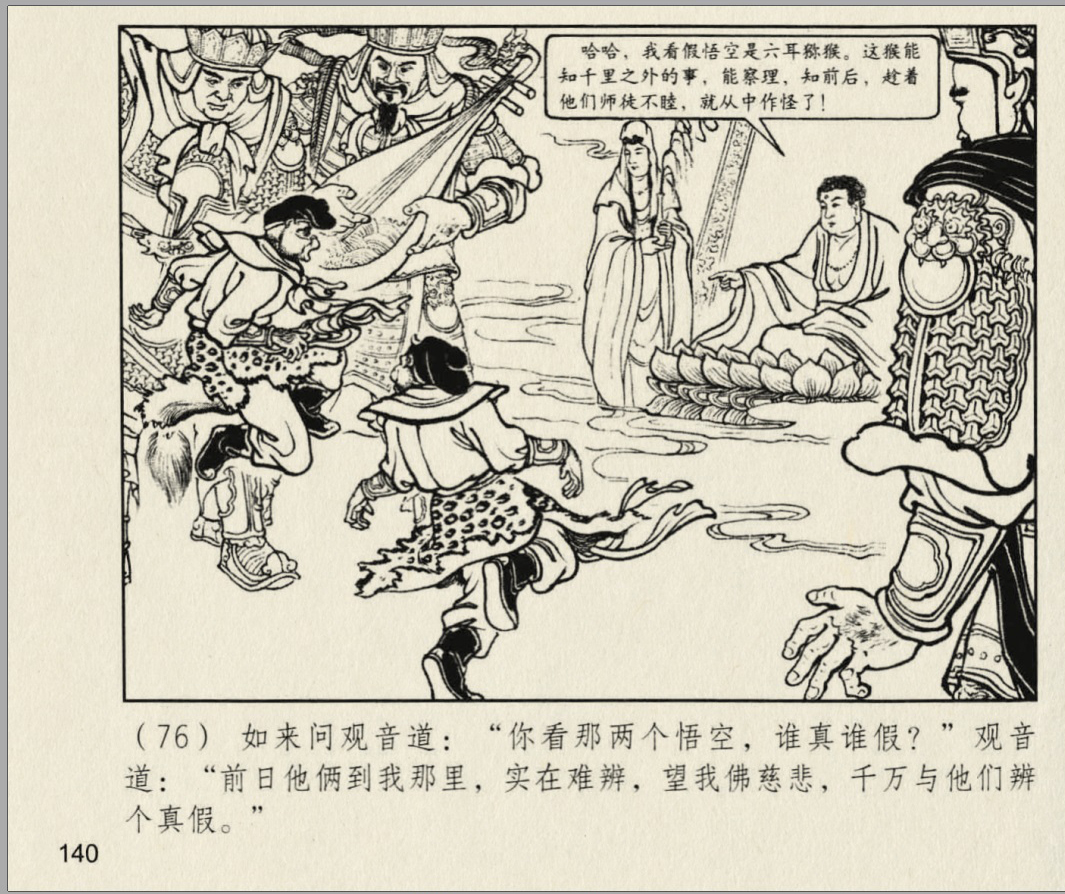 哈哈，我看假悟空是六耳猕猴。这猴能
知千里之外的事，能察理，知前后，趁着
他们师徒不睦，就从中作怪了！
（76） 如来问观音道：“你看那两个悟空，谁真谁假？”观音
道：“前日他俩到我那里，实在难辨，望我佛慈悲，千万与他们辨
个真假。”
140